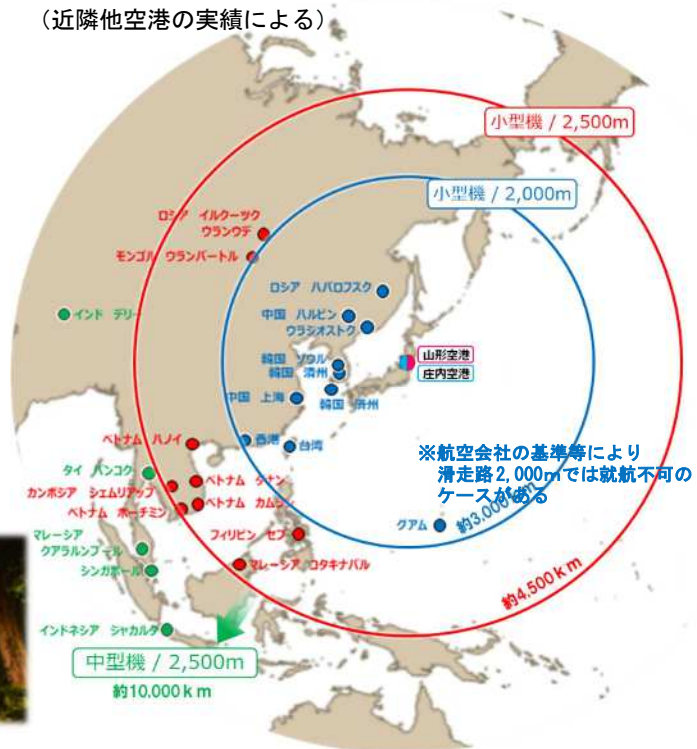 （近隣他空港の実績による）
小型機 / 2,500m
小型機 / 2,000m
ロシア イルクーツク
ウランウデ
モンゴル ウランバートル
ロシア ハバロフスク
インド デリー
中国 ハルピン
ウラジオストク
山形空港
韓国 ソウル
韓国 清州
庄内空港
中国 上海
韓国 済州
ベトナム ハノイ
香港
台湾
※航空会社の基準等により
滑走路2,000mでは就航不可の
ケースがある
タイ バンコク
ベトナム ダナン
カンボジア シェムリアップ
ベトナム カムラン
ベトナム ホーチミン
グアム
約3,000km
フィリピン セブ
マレーシア
クアラルンプール
マレーシア コタキナバル
シンガポール
約4,500km
インドネシア ジャカルタ
中型機 / 2,500m
約10,000km